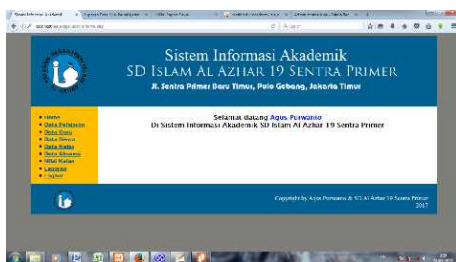 Sistem Informasi Akademik
SD ISLAM AL AZHAR 19 SENTRA PRIMER
Jl. Sentra Primer Baru Timur, Pulo Gebang, Jakarta Timur
Home
Data Pelajaran
Data Guru
Data Siswa
Data Kelas
Data Absensi
Nilai Kelas
Laporan
Logout
Selamat datang Agus Purwanto
Di Sistem Informasi Akademik SD Islam Al Azhar 19 Sentra Primer
Copyright by Agus Purwanto & SD Al Azhar 19 Sentra Primer
2017